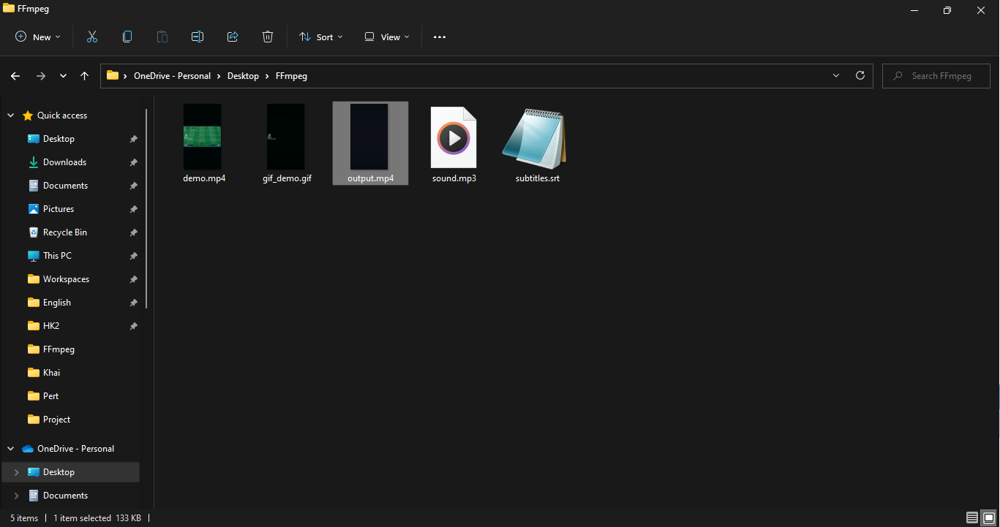 FFmpeg
New
Sort
View
OneDrive - Personal
Desktop
FFmpeg
Search FFmpeg
Quick access
Desktop
Downloads
Documents
Pictures
Recycle Bin
This PC
Workspaces
English
HK2
FFmpeg
Khai
Pert
Project
OneDrive - Personal
Desktop
Documents
demo.mp4
gif_demo.gif
output.mp4
sound.mp3
subtitles.srt
5 items
1 item selected 133 KB